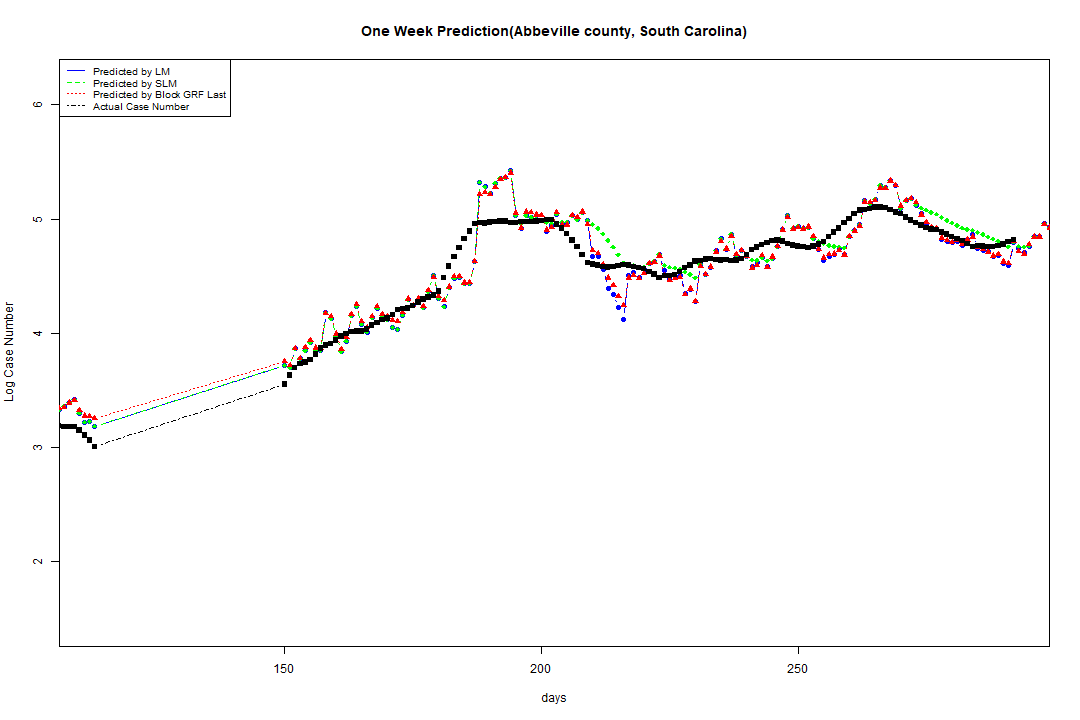 One Week Prediction(Abbeville county, South Carolina)
Predicted by LM
Predicted by SLM
Predicted by Block GRF Last
Actual Case Number
6
5
4
3
2
Log Case Number
150 200 250
days